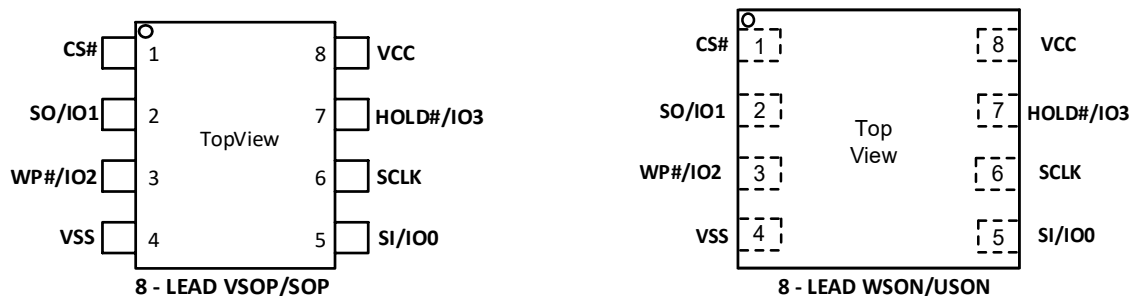 CS# 1 8 VCC
SO/IO1 2 7 HOLD#/IO3
TopView
WP#/IO2 3 6 SCLK
VSS 4 5 SI/IO0
8 - LEAD VSOP/SOP
CS# 1 8 VCC
SO/IO1 2 7 HOLD#/IO3
Top
View
WP#/IO2 3 6 SCLK
VSS 4 5 SI/IO0
8 - LEAD WSON/USON